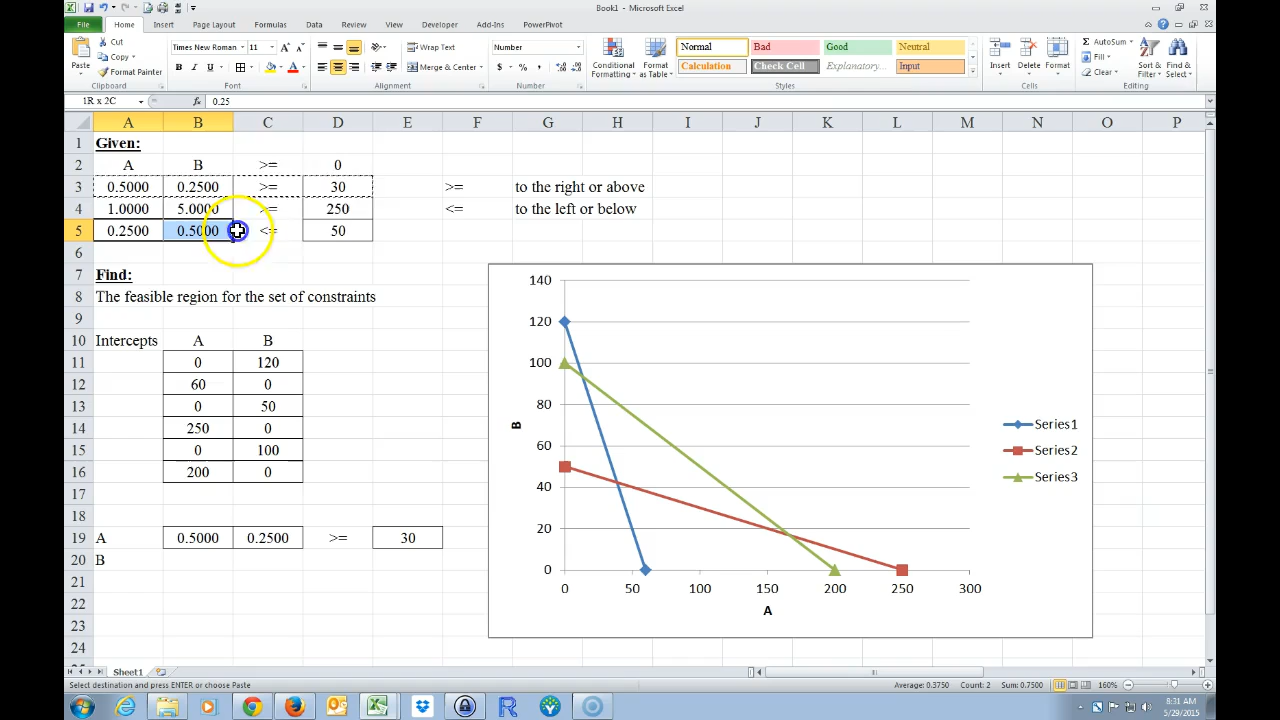 Book1 - Microsoft Excel
File Home Insert Page Layout Formulas Data Review View Developer Add-Ins PowerPivot
Cut
Copy
Format Painter
Paste
Clipboard
Times New Roman 11
B I U
Font
Wrap Text
Merge & Center
Alignment
Number
$ % ,
Number
Conditional Formatting
Format as Table
Normal Bad Good Neutral
Calculation Check Cell Explanatory... Input
Styles
Insert Delete Format
Cells
Σ AutoSum
Fill
Clear
Sort & Filter
Find & Select
Editing
1R x 2C fx 0.25
A B C D E F G H I J K L M N O P
1 Given:
2 A B >= 0
3 0.5000 0.2500 >= 30 >= to the right or above
4 1.0000 5.0000 >= 250 <= to the left or below
5 0.2500 0.5000 <= 50
6
7 Find:
8 The feasible region for the set of constraints
9
10 Intercepts A B
11 0 120
12 60 0
13 0 50
14 250 0
15 0 100
16 200 0
17
18
19 A 0.5000 0.2500 >= 30
20 B
21
22
23
24
140
120
100
80
60
40
20
0
B
0 50 100 150 200 250 300
A
Series1
Series2
Series3
Sheet1
Select destination and press ENTER or choose Paste
Average: 0.3750 Count: 2 Sum: 0.7500 160%
8:31 AM
5/29/2015